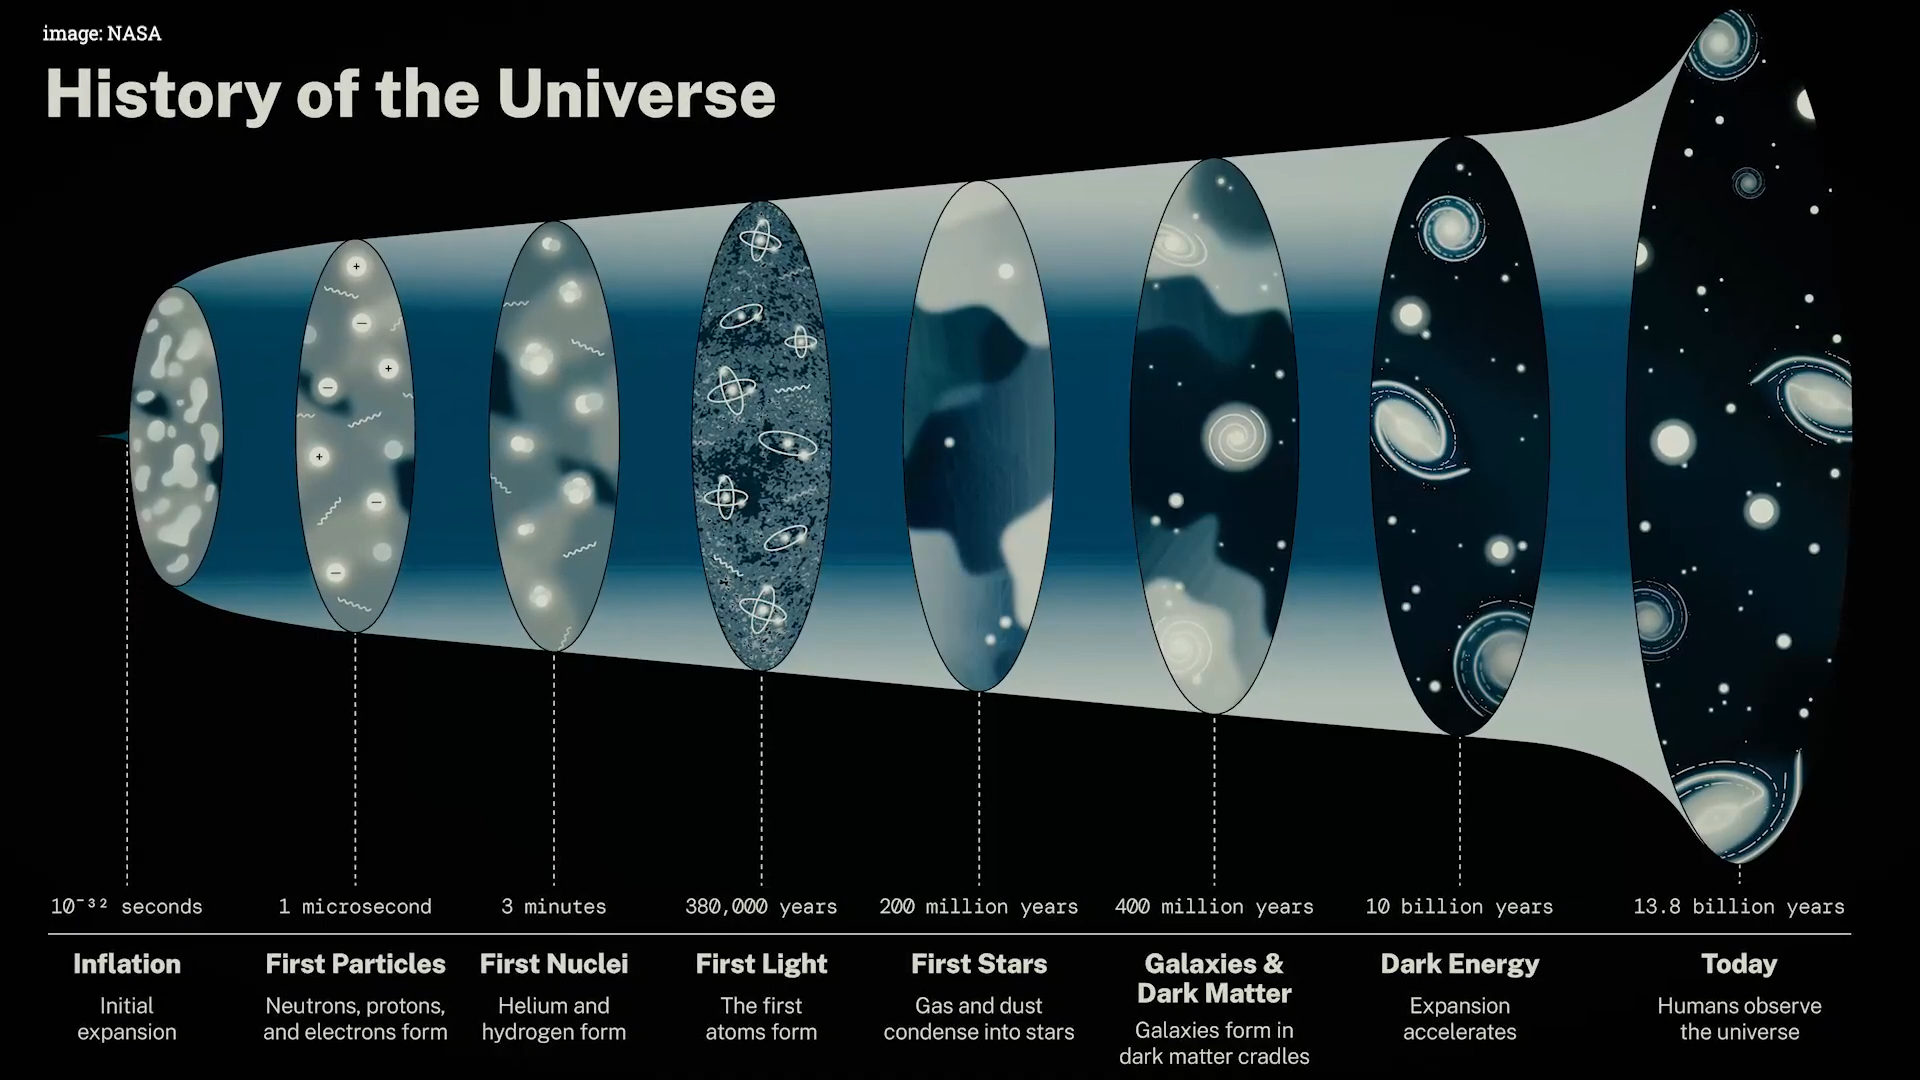 image: NASA
History of the Universe
10⁻³² seconds
1 microsecond
3 minutes
380,000 years
200 million years
400 million years
10 billion years
13.8 billion years
Inflation
Initial
expansion
First Particles
Neutrons, protons,
and electrons form
First Nuclei
Helium and
hydrogen form
First Light
The first
atoms form
First Stars
Gas and dust
condense into stars
Galaxies &
Dark Matter
Galaxies form in
dark matter cradles
Dark Energy
Expansion
accelerates
Today
Humans observe
the universe